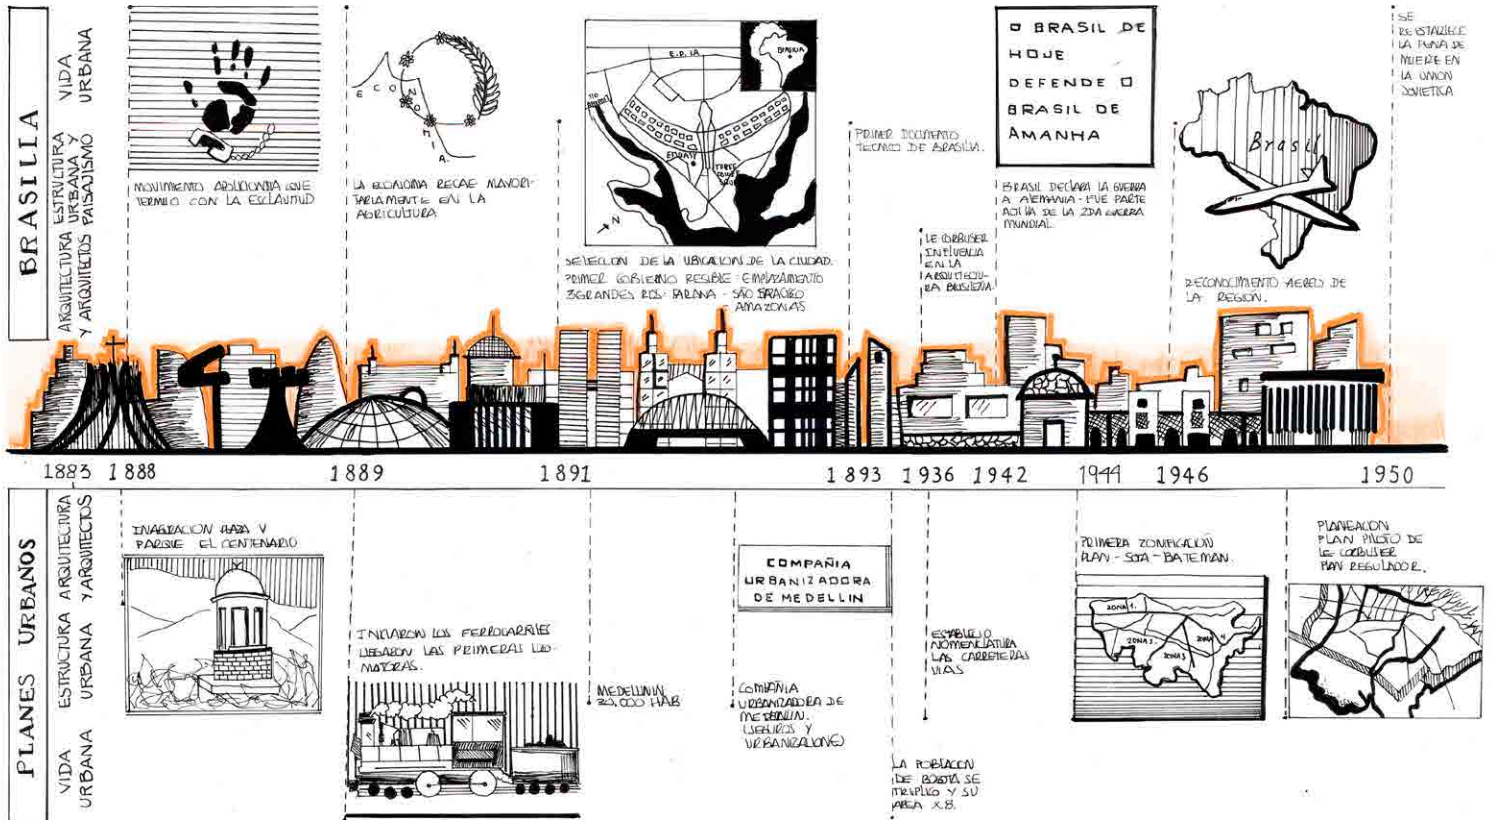 BRASILIA
VIDA
URBANA
ESTRUCTURA
URBANA Y
PAISAJISMO
ARQUITECTURA
Y ARQUITECTOS
MOVIMIENTO ABOLICIONISTA QUE
TERMINO CON LA ESCLAVITUD
ECONOMIA.
LA ECONOMIA RECAE MAYORI-
TARIAMENTE EN LA
AGRICULTURA
E.P. IA
BRASILIA
N
SELECCION DE LA UBICACION DE LA CIUDAD.
PRIMER GOBIERNO EMPLAZAMIENTO
3 GRANDES RIOS: PARANA - SÃO
AMAZONAS
PRIMER DOCUMENTO
TECNICO DE BRASILIA.
LE CORBUSIER
INFLUENCIA
EN LA
ARQUITECTU-
RA BRASILEÑA
O BRASIL DE
HOJE
DEFENDE O
BRASIL DE
AMANHA
BRASIL DECLARA LA GUERRA
A ALEMANIA - FUE PARTE
ACTIVA DE LA 2DA GUERRA
MUNDIAL.
Brasil
RECONOCIMIENTO AEREO DE
LA REGION.
SE
RESTABLECE
LA PENA DE
MUERTE EN
LA UNION
SOVIETICA
1883 1888 1889 1891 1893 1936 1942 1944 1946 1950
PLANES URBANOS
ARQUITECTURA
Y ARQUITECTOS
ESTRUCTURA
URBANA
VIDA
URBANA
INAGRACION PLAZA Y
PARQUE EL CENTENARIO
INICIARON LOS FERROCARRILES
LLEGARON LAS PRIMERAS LOCO-
MOTORAS.
MEDELLIN
HAB
COMPAÑIA
URBANIZADORA
DE MEDELLIN
COMPAÑIA
URBANIZADORA DE
MEDELLIN.
Y
URBANIZACIONES
LA POBLACION
DE BOGOTA SE
TRIPLICO Y SU
AREA X 8.
ESTABLECIO
NOMENCLATURA
LAS CARRETERAS
VIAS
PRIMERA ZONIFICACION
PLAN - SOTA - BATEMAN.
ZONA 1.
ZONA 2.
ZONA 3
ZONA 4
PLANEACION
PLAN PILOTO DE
LE CORBUSIER
PLAN REGULADOR.